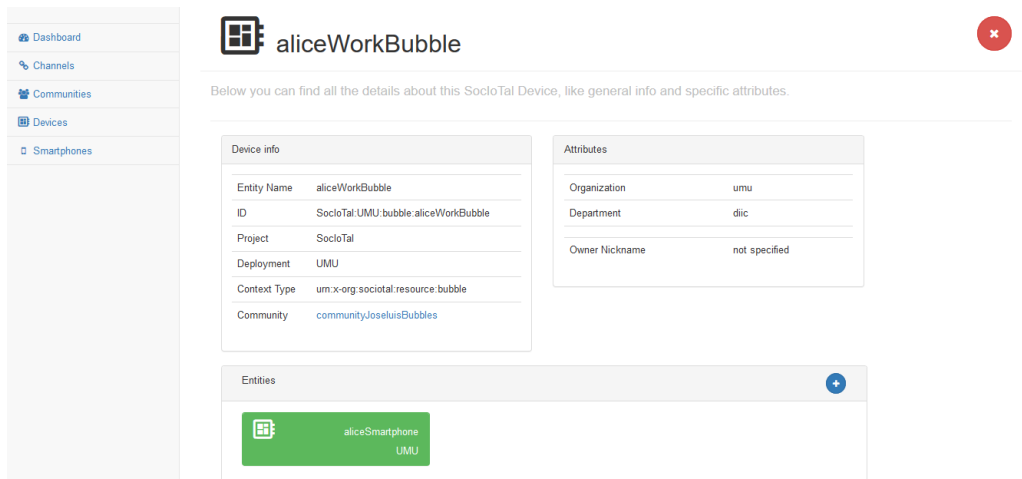 Dashboard
Channels
Communities
Devices
Smartphones
aliceWorkBubble
Below you can find all the details about this SocIoTal Device, like general info and specific attributes.
Device info
Entity Name aliceWorkBubble
ID SocIoTal:UMU:bubble:aliceWorkBubble
Project SocIoTal
Deployment UMU
Context Type urn:x-org:sociotal:resource:bubble
Community communityJoseluisBubbles
Attributes
Organization umu
Department diic
Owner Nickname not specified
Entities
aliceSmartphone
UMU